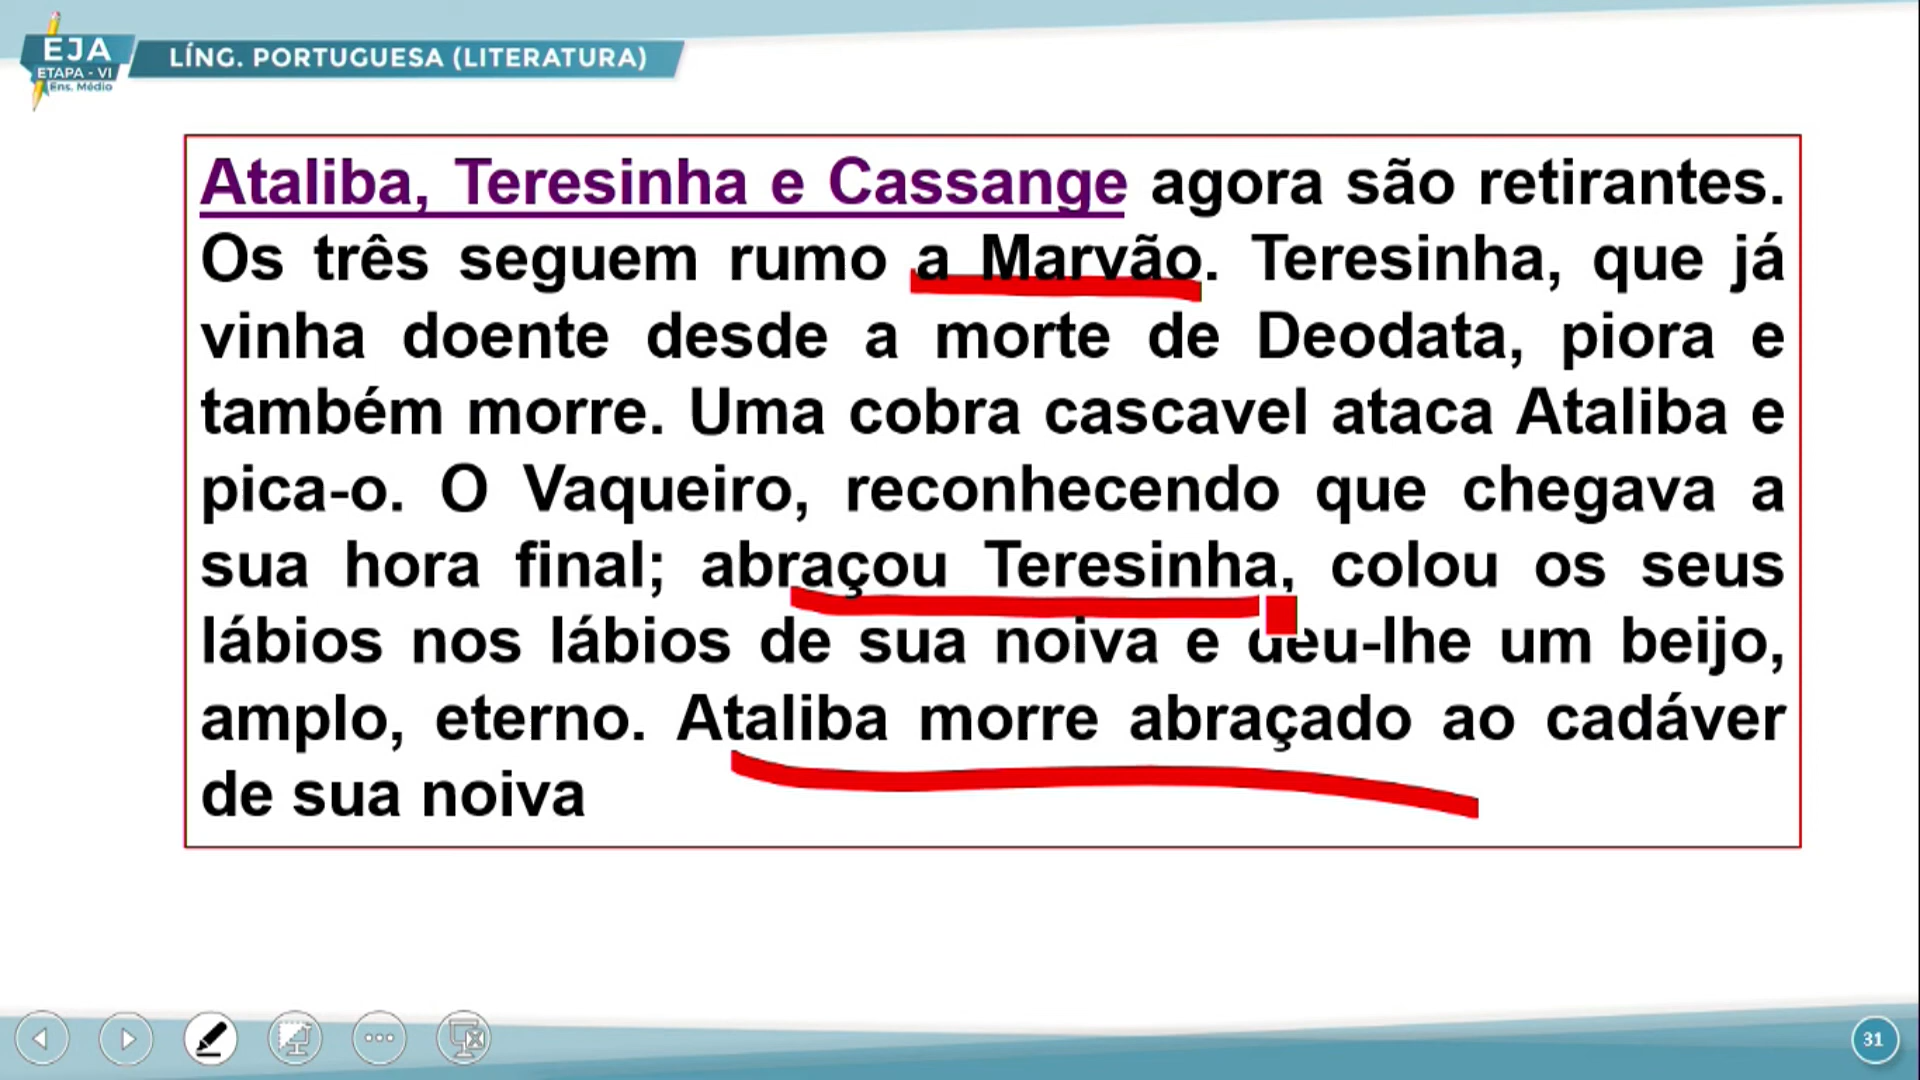 EJA
ETAPA - VI
Ens. Médio
LÍNG. PORTUGUESA (LITERATURA)
Ataliba, Teresinha e Cassange agora são retirantes.
Os três seguem rumo a Marvão. Teresinha, que já
vinha doente desde a morte de Deodata, piora e
também morre. Uma cobra cascavel ataca Ataliba e
pica-o. O Vaqueiro, reconhecendo que chegava a
sua hora final; abraçou Teresinha, colou os seus
lábios nos lábios de sua noiva e deu-lhe um beijo,
amplo, eterno. Ataliba morre abraçado ao cadáver
de sua noiva
31